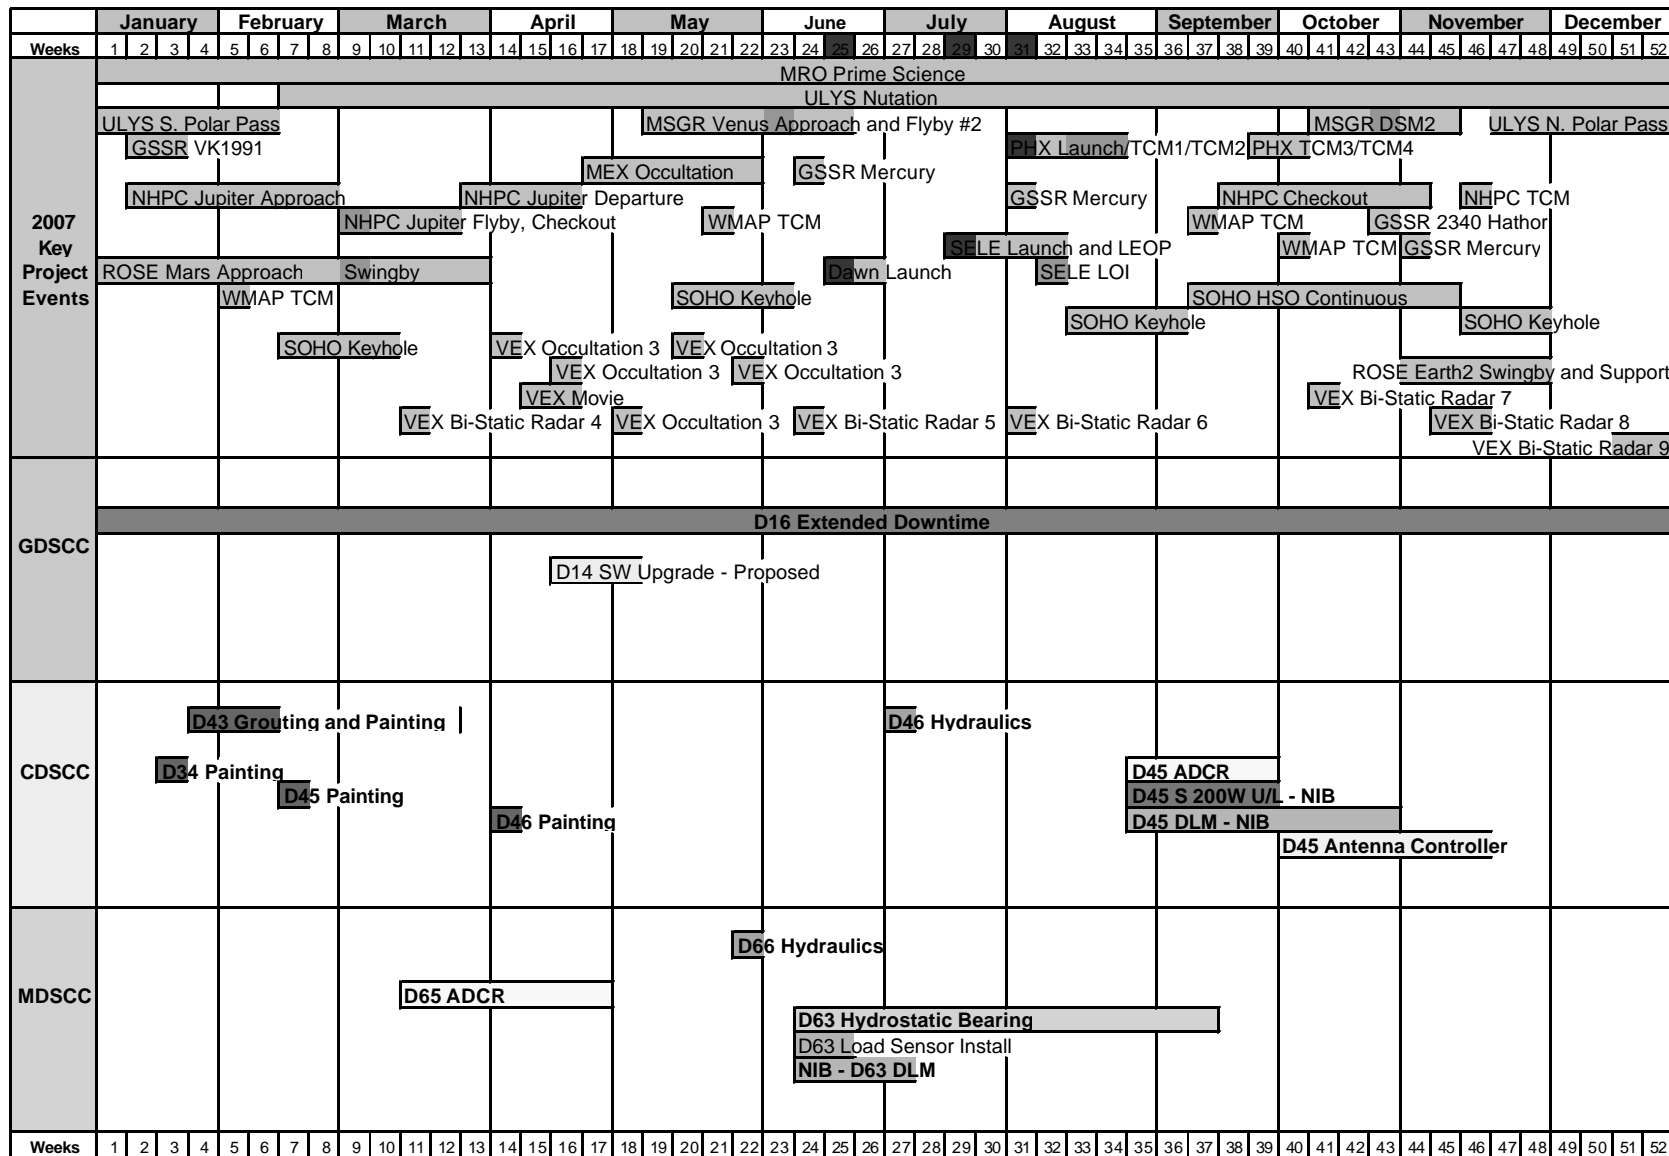 January February March April May June July August September October November December
Weeks 1 2 3 4 5 6 7 8 9 10 11 12 13 14 15 16 17 18 19 20 21 22 23 24 25 26 27 28 29 30 31 32 33 34 35 36 37 38 39 40 41 42 43 44 45 46 47 48 49 50 51 52
MRO Prime Science
ULYS Nutation
ULYS S. Polar Pass MSGR Venus Approach and Flyby #2 MSGR DSM2 ULYS N. Polar Pass
GSSR VK1991 PHX Launch/TCM1/TCM2 PHX TCM3/TCM4
MEX Occultation GSSR Mercury
NHPC Jupiter Approach NHPC Jupiter Departure GSSR Mercury NHPC Checkout NHPC TCM
2007 Key Project Events
NHPC Jupiter Flyby, Checkout WMAP TCM WMAP TCM GSSR 2340 Hathor
SELE Launch and LEOP WMAP TCM GSSR Mercury
ROSE Mars Approach Swingby Dawn Launch SELE LOI
WMAP TCM SOHO Keyhole SOHO HSO Continuous
SOHO Keyhole SOHO Keyhole
SOHO Keyhole VEX Occultation 3 VEX Occultation 3
VEX Occultation 3 VEX Occultation 3 ROSE Earth2 Swingby and Support
VEX Movie VEX Bi-Static Radar 7
VEX Bi-Static Radar 4 VEX Occultation 3 VEX Bi-Static Radar 5 VEX Bi-Static Radar 6 VEX Bi-Static Radar 8
VEX Bi-Static Radar 9
GDSCC
D16 Extended Downtime
D14 SW Upgrade - Proposed
CDSCC
D43 Grouting and Painting D46 Hydraulics
D34 Painting D45 ADCR
D45 Painting D45 S 200W U/L - NIB
D46 Painting D45 DLM - NIB
D45 Antenna Controller
MDSCC
D66 Hydraulics
D65 ADCR
D63 Hydrostatic Bearing
D63 Load Sensor Install
NIB - D63 DLM
Weeks 1 2 3 4 5 6 7 8 9 10 11 12 13 14 15 16 17 18 19 20 21 22 23 24 25 26 27 28 29 30 31 32 33 34 35 36 37 38 39 40 41 42 43 44 45 46 47 48 49 50 51 52